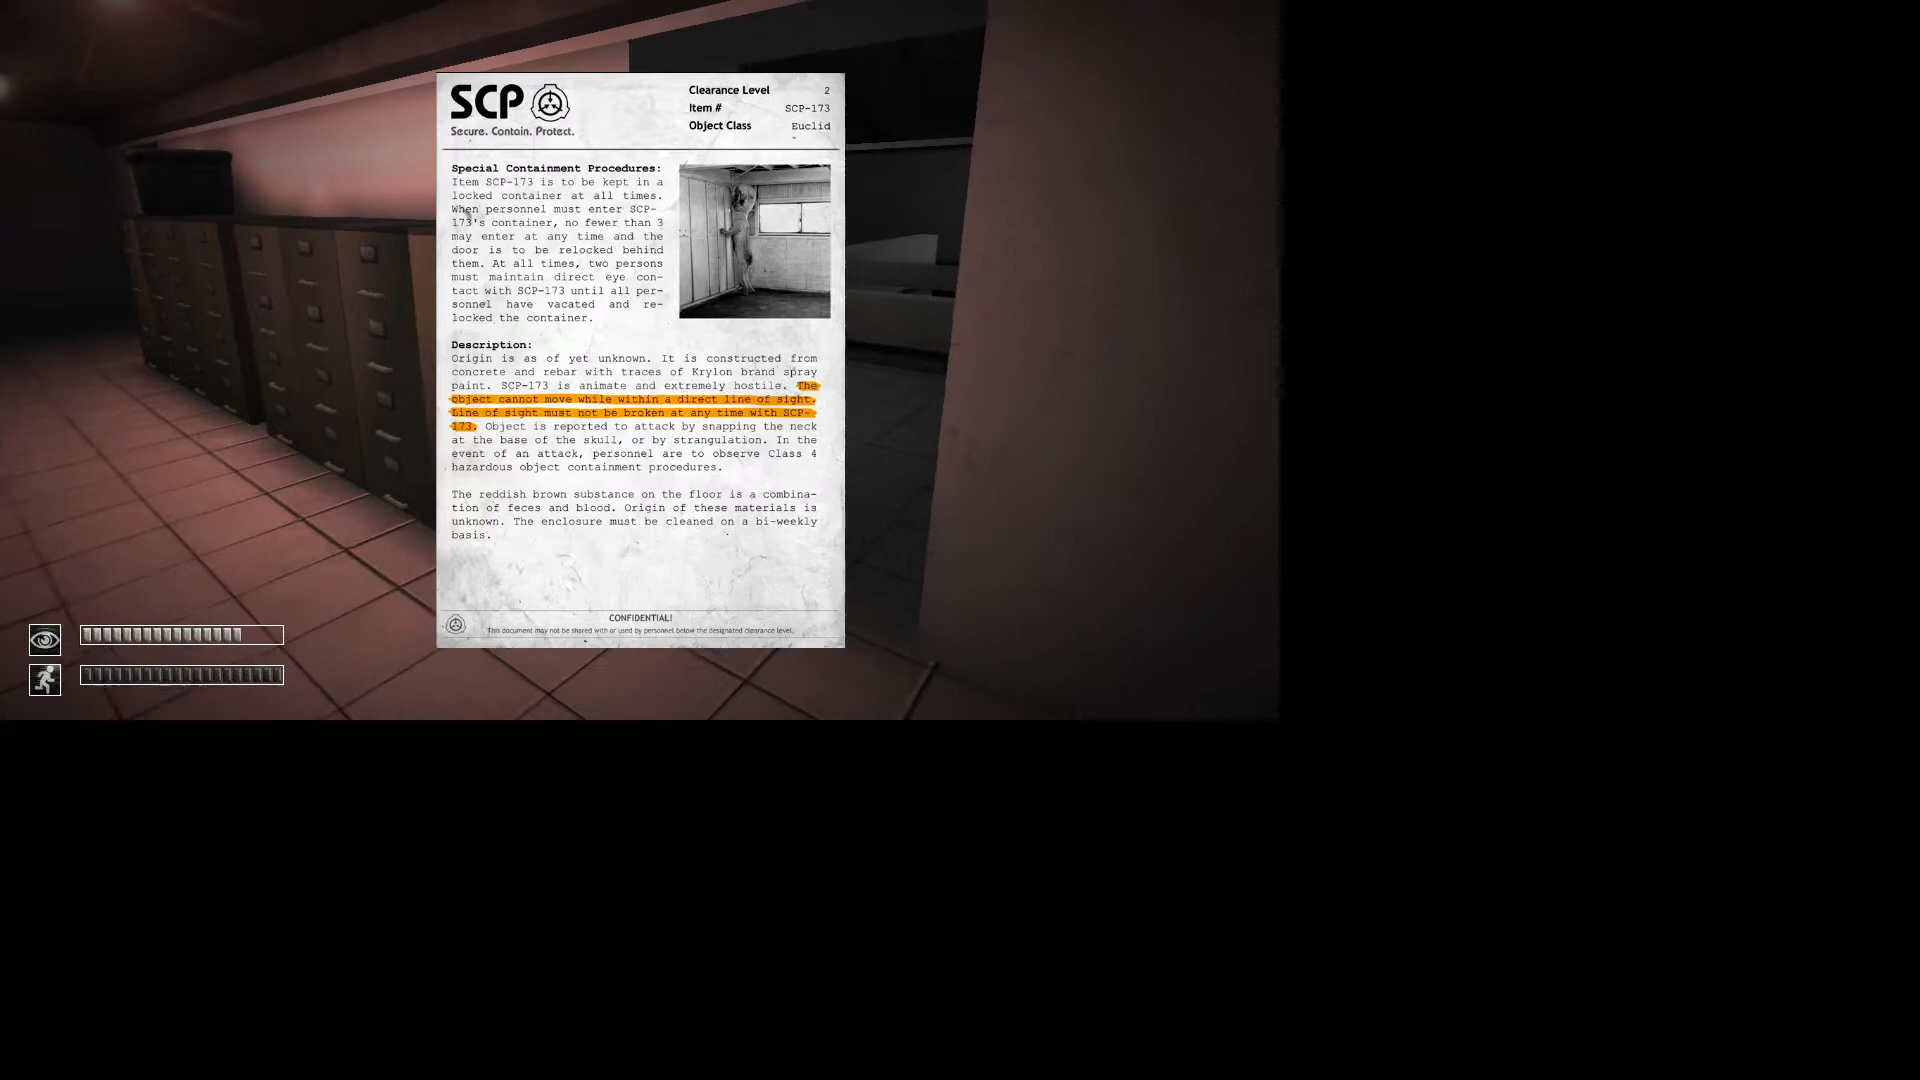 SCP
Secure. Contain. Protect.
Clearance Level 2
Item # SCP-173
Object Class Euclid
Special Containment Procedures:
Item SCP-173 is to be kept in a
locked container at all times.
When personnel must enter SCP-
173's container, no fewer than 3
may enter at any time and the
door is to be relocked behind
them. At all times, two persons
must maintain direct eye con-
tact with SCP-173 until all per-
sonnel have vacated and re-
locked the container.
Description:
Origin is as of yet unknown. It is constructed from
concrete and rebar with traces of Krylon brand spray
paint. SCP-173 is animate and extremely hostile. The
object cannot move while within a direct line of sight.
Line of sight must not be broken at any time with SCP-
173. Object is reported to attack by snapping the neck
at the base of the skull, or by strangulation. In the
event of an attack, personnel are to observe Class 4
hazardous object containment procedures.
The reddish brown substance on the floor is a combina-
tion of feces and blood. Origin of these materials is
unknown. The enclosure must be cleaned on a bi-weekly
basis.
CONFIDENTIAL!
This document may not be shared with or used by personnel below the designated clearance level.